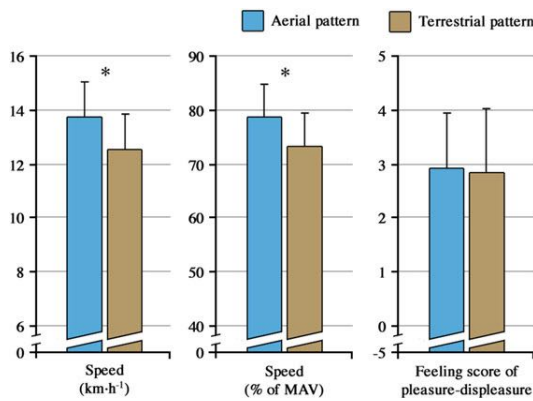 Aerial pattern Terrestrial pattern
16 90 5
* *
14 80 4
12 70 3
10 60 2
8 50 1
6 40 0
0 0 -5
Speed Speed Feeling score of
(km·h⁻¹) (% of MAV) pleasure-displeasure